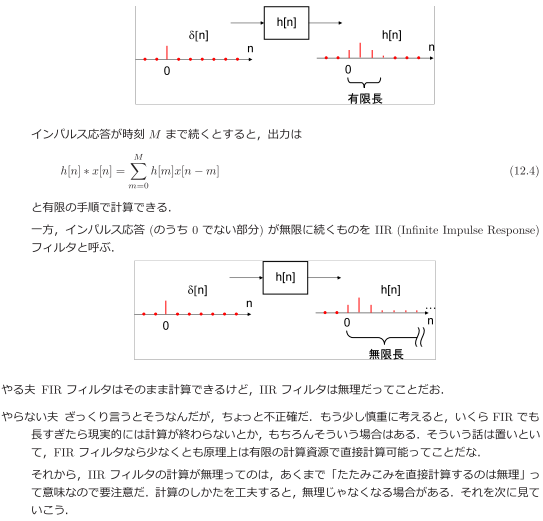 h[n]
δ[n]
h[n]
n
n
0
0
有限長
インパルス応答が時刻 M まで続くとすると，出力は
h[n] ∗ x[n] = \sum_{m=0}^{M} h[m]x[n − m] (12.4)
と有限の手順で計算できる．
一方，インパルス応答 (のうち 0 でない部分) が無限に続くものを IIR (Infinite Impulse Response)
フィルタと呼ぶ．
h[n]
δ[n]
h[n]
n
...
n
0
0
無限長
やる夫 FIR フィルタはそのまま計算できるけど，IIR フィルタは無理だってことだお．
やらない夫 ざっくり言うとそうなんだが，ちょっと不正確だ．もう少し慎重に考えると，いくら FIR でも
長すぎたら現実的には計算が終わらないとか，もちろんそういう場合はある．そういう話は置いとい
て，FIR フィルタなら少なくとも原理上は有限の計算資源で直接計算可能ってことだな．
それから，IIR フィルタの計算が無理ってのは，あくまで「たたみこみを直接計算するのは無理」っ
て意味なので要注意だ．計算のしかたを工夫すると，無理じゃなくなる場合がある．それを次に見て
いこう．